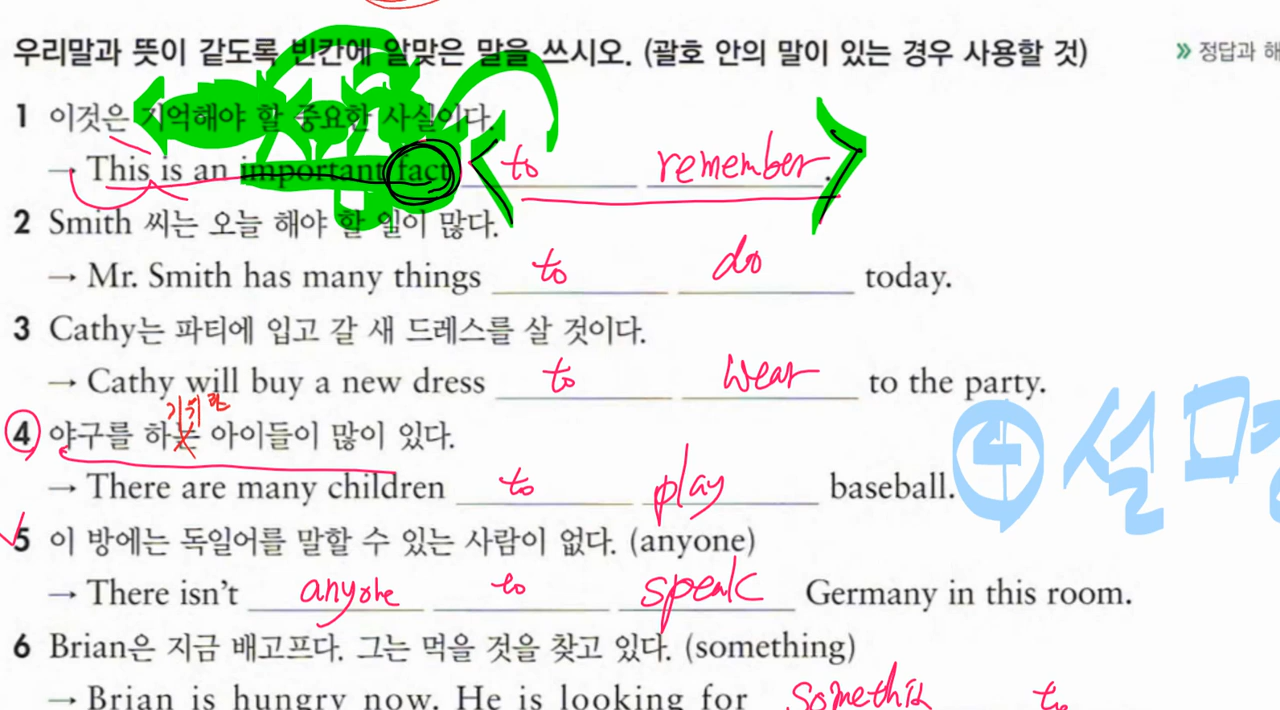 우리말과 뜻이 같도록 빈칸에 알맞은 말을 쓰시오. (괄호 안의 말이 있는 경우 사용할 것) » 정답과 해
1 이것은 기억해야 할 중요한 사실이다.
→ This is an important fact to remember.
2 Smith 씨는 오늘 해야 할 일이 많다.
→ Mr. Smith has many things to do today.
3 Cathy는 파티에 입고 갈 새 드레스를 살 것이다.
→ Cathy will buy a new dress to wear to the party.
4 야구를 하는 아이들이 많이 있다.
→ There are many children to play baseball.
4 설명
5 이 방에는 독일어를 말할 수 있는 사람이 없다. (anyone)
→ There isn't anyone to speak Germany in this room.
6 Brian은 지금 배고프다. 그는 먹을 것을 찾고 있다. (something)
→ Brian is hungry now. He is looking for to